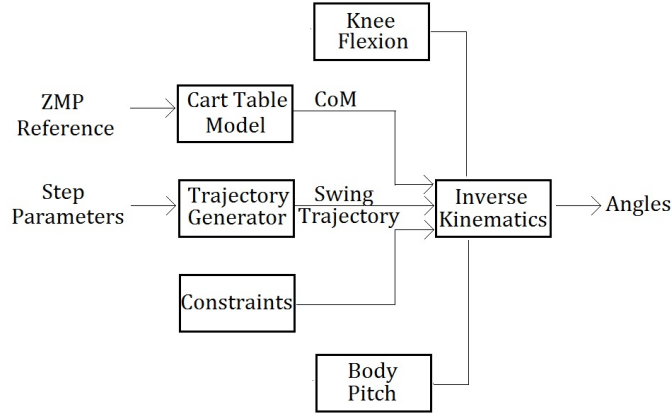 Knee
Flexion
ZMP
Reference
Cart Table
Model
CoM
Step
Parameters
Trajectory
Generator
Swing
Trajectory
Inverse
Kinematics
Angles
Constraints
Body
Pitch